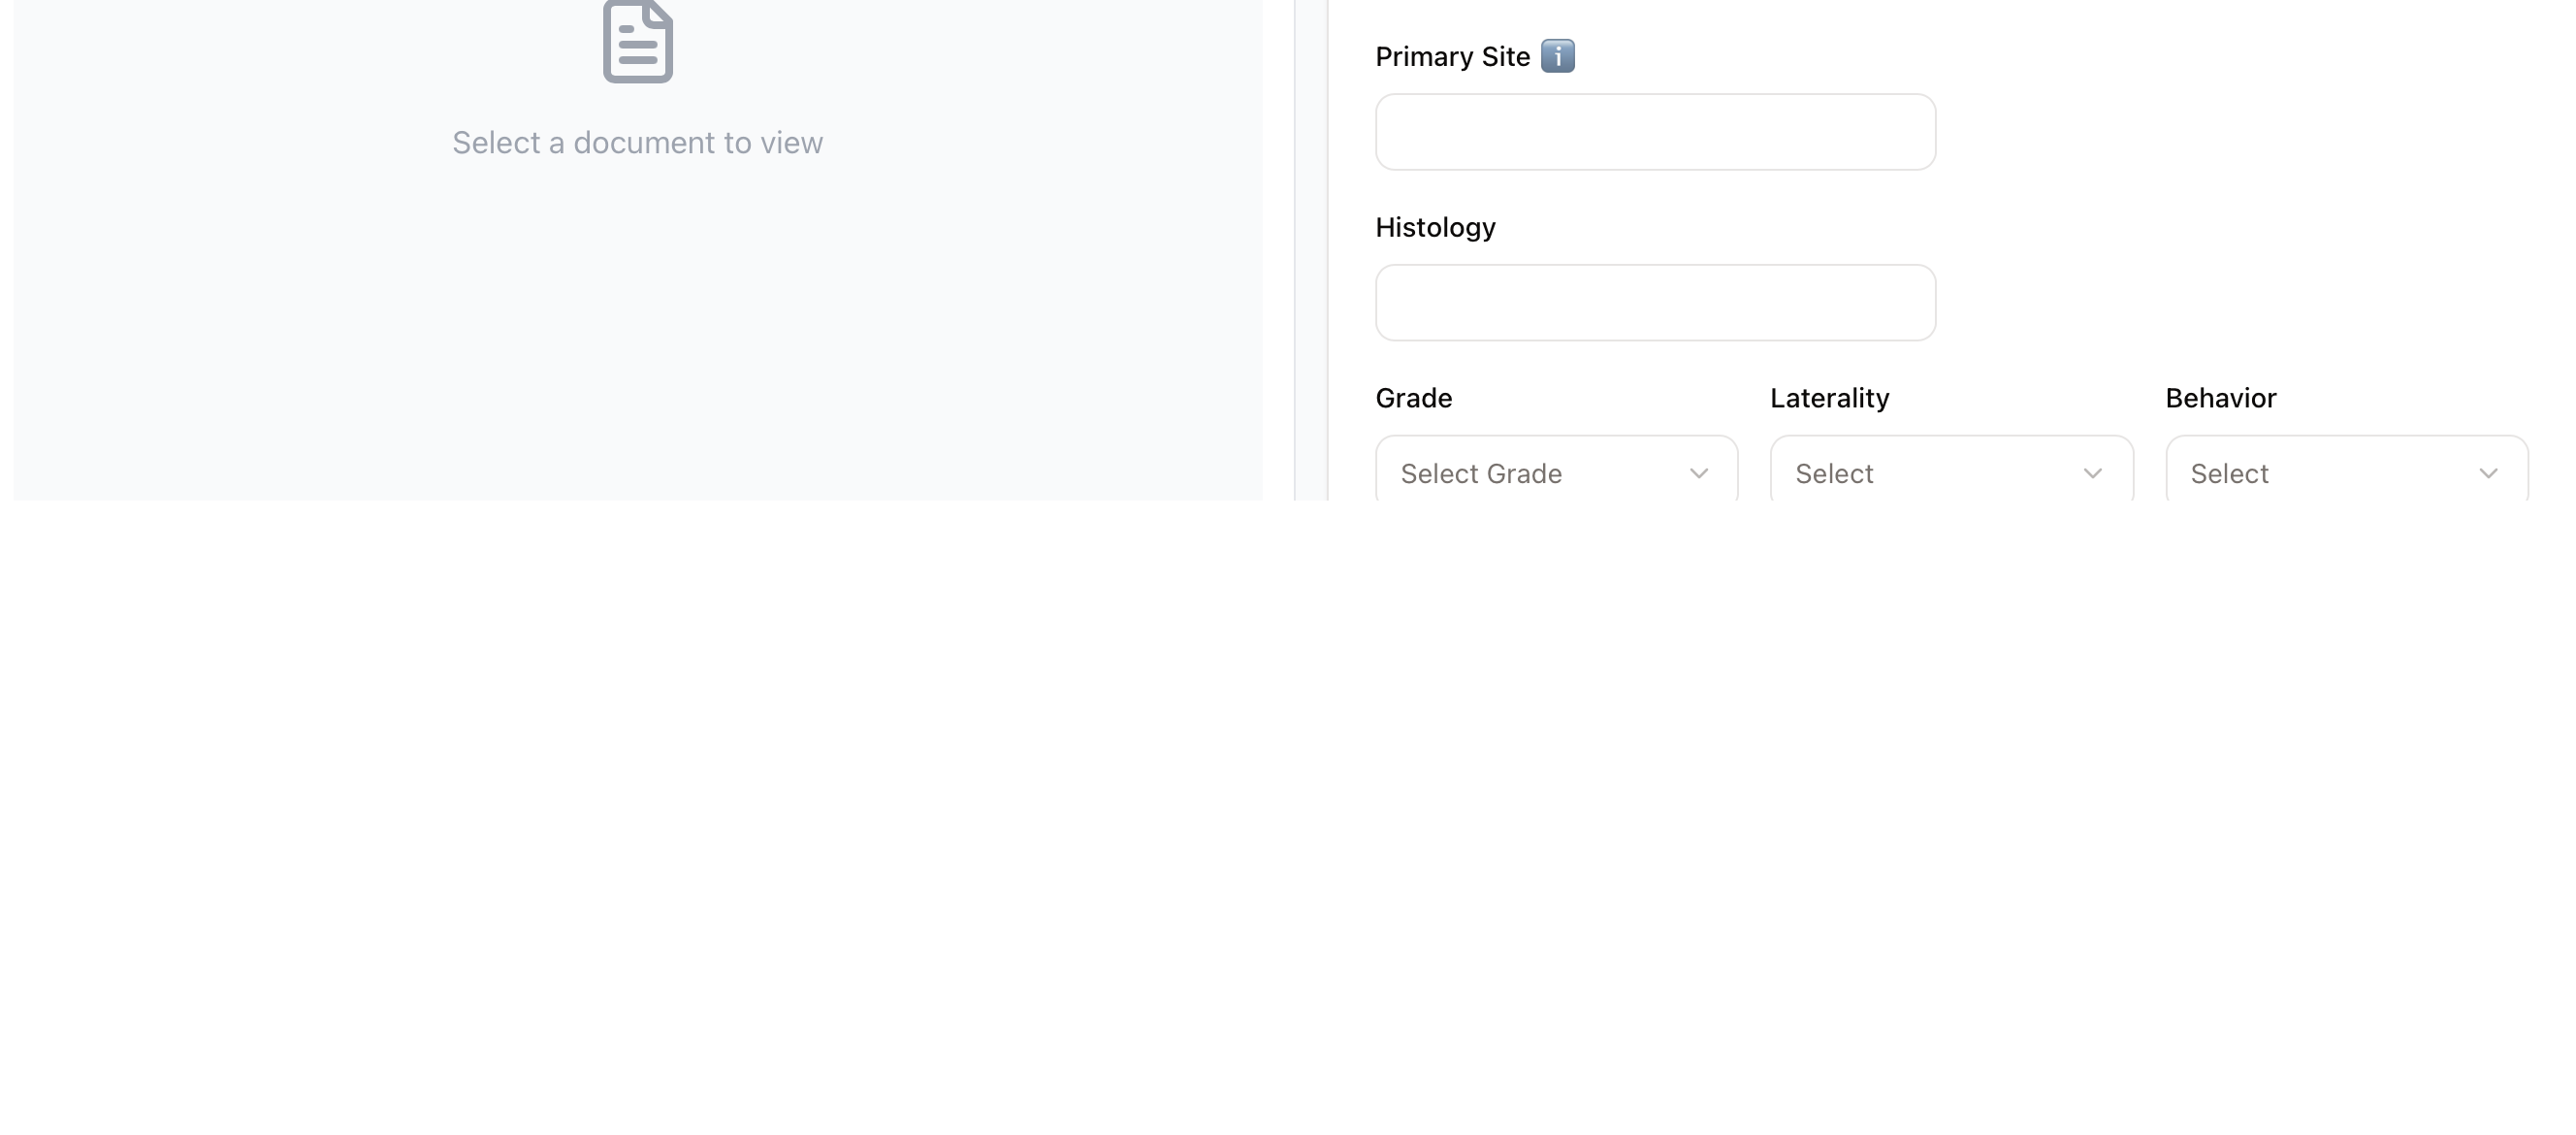 Select a document to view
Primary Site ℹ️
Histology
Grade
Laterality
Behavior
Select Grade
Select
Select